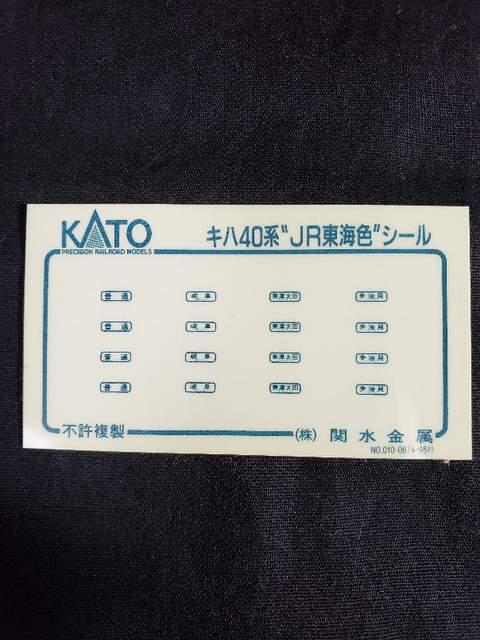 KATO キハ40系"JR東海色"シール
PRECISION RAILROAD MODELS
普通 岐阜 美濃太田 多治見
普通 岐阜 美濃太田 多治見
普通 岐阜 美濃太田 多治見
普通 岐阜 美濃太田 多治見
不許複製 (株) 関水金属
NO.010-0874-9511